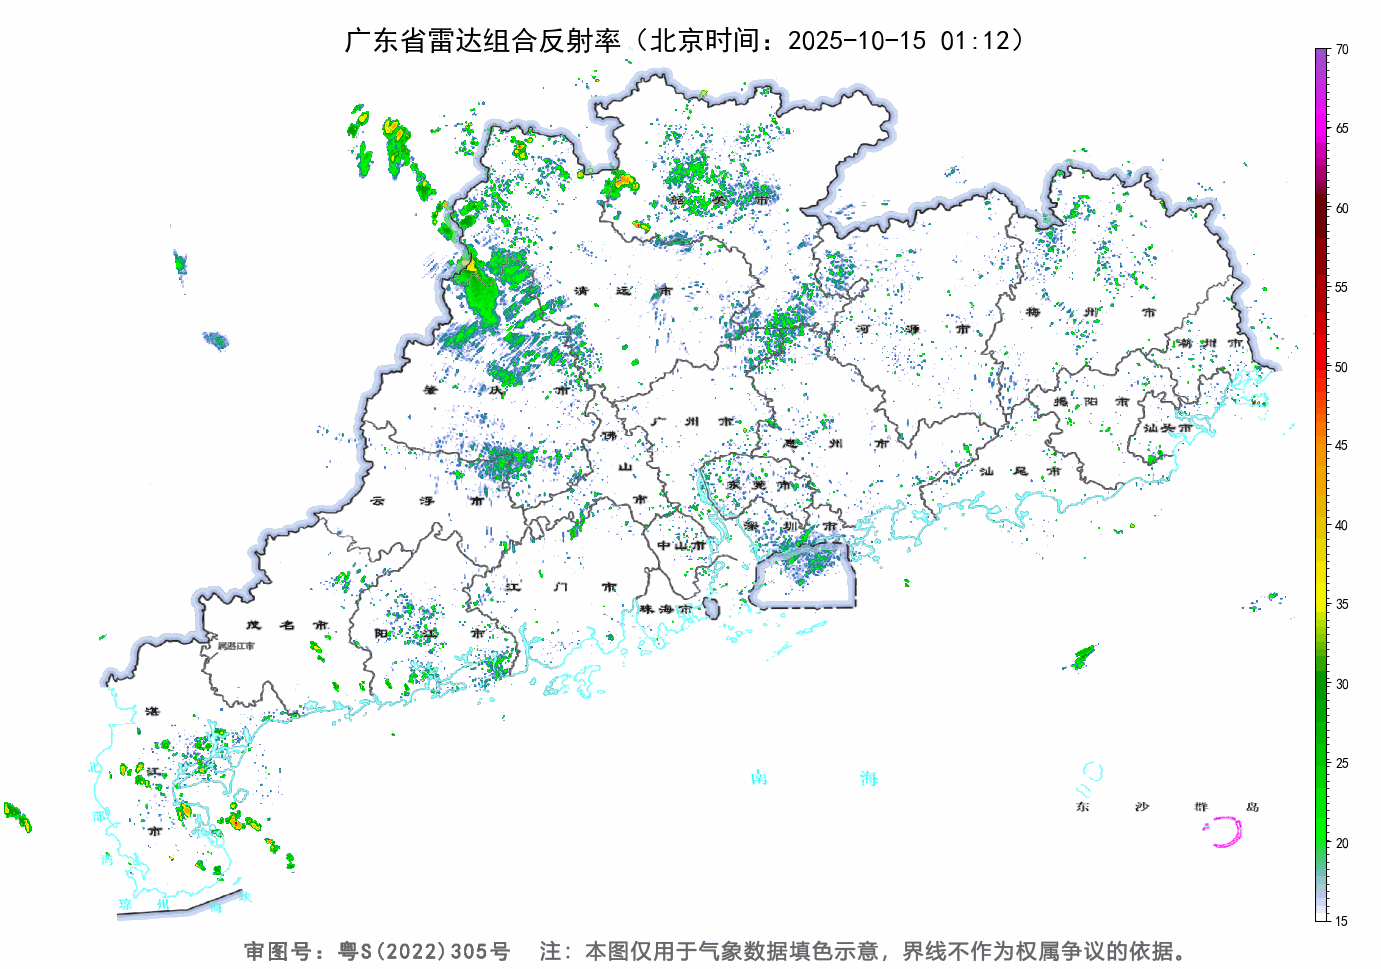 广东省雷达组合反射率（北京时间：2025-10-15 01:12）
70
65
60
55
50
45
40
35
30
25
20
15
韶关市
清远市
河源市
梅州市
潮州市
肇庆市
揭阳市
汕头市
广州市
佛山市
惠州市
东莞市
汕尾市
云浮市
深圳市
中山市
江门市
珠海市
茂名市
阳江市
属湛江市
湛江市
北部湾
南海
东沙群岛
琼州海峡
审图号：粤S(2022)305号 注：本图仅用于气象数据填色示意，界线不作为权属争议的依据。